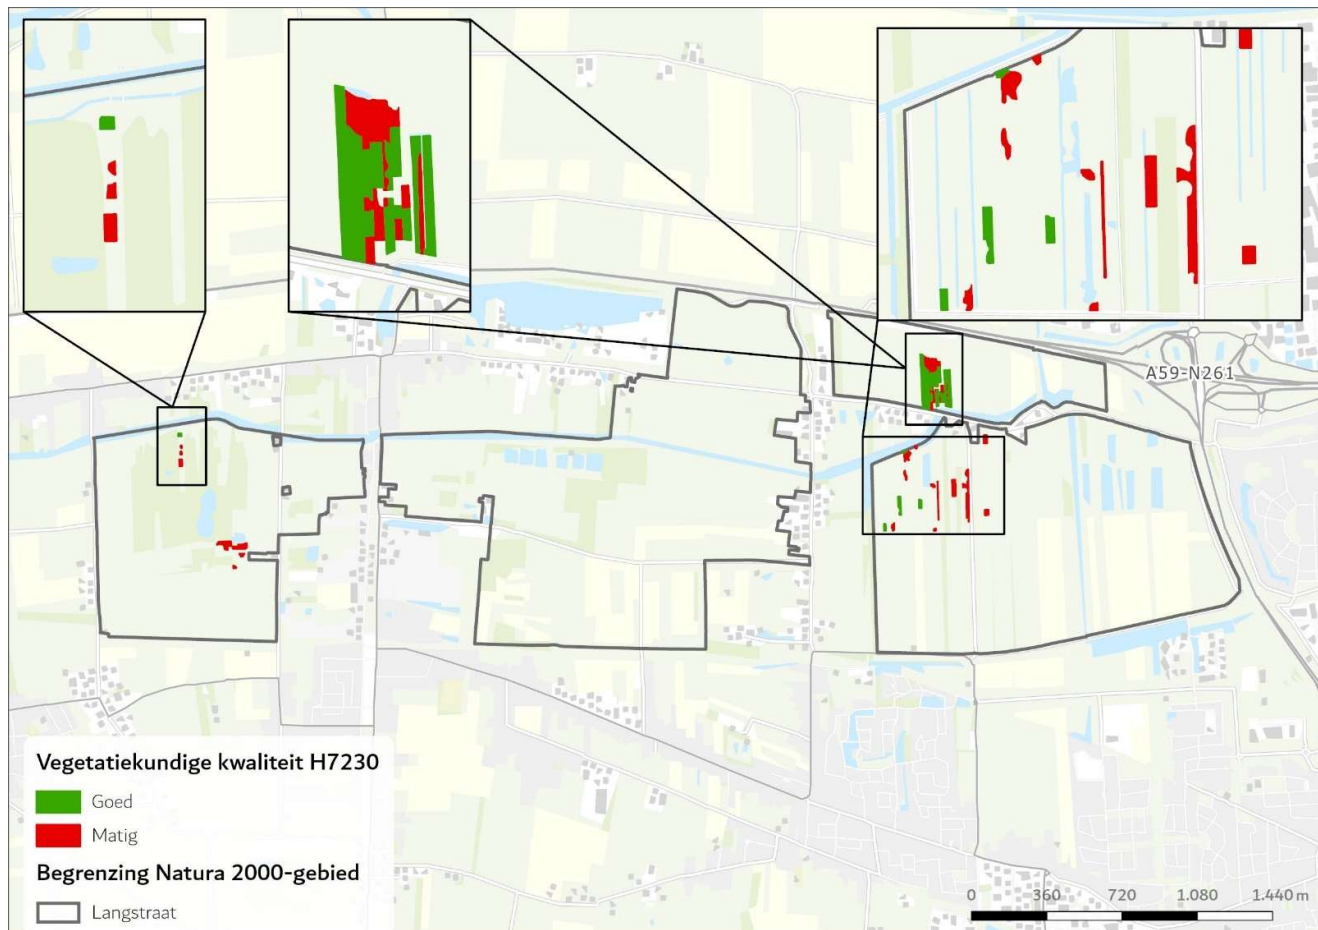 A59-N261
Vegetatiekundige kwaliteit H7230
Goed
Matig
Begrenzing Natura 2000-gebied
Langstraat
0 360 720 1.080 1.440 m